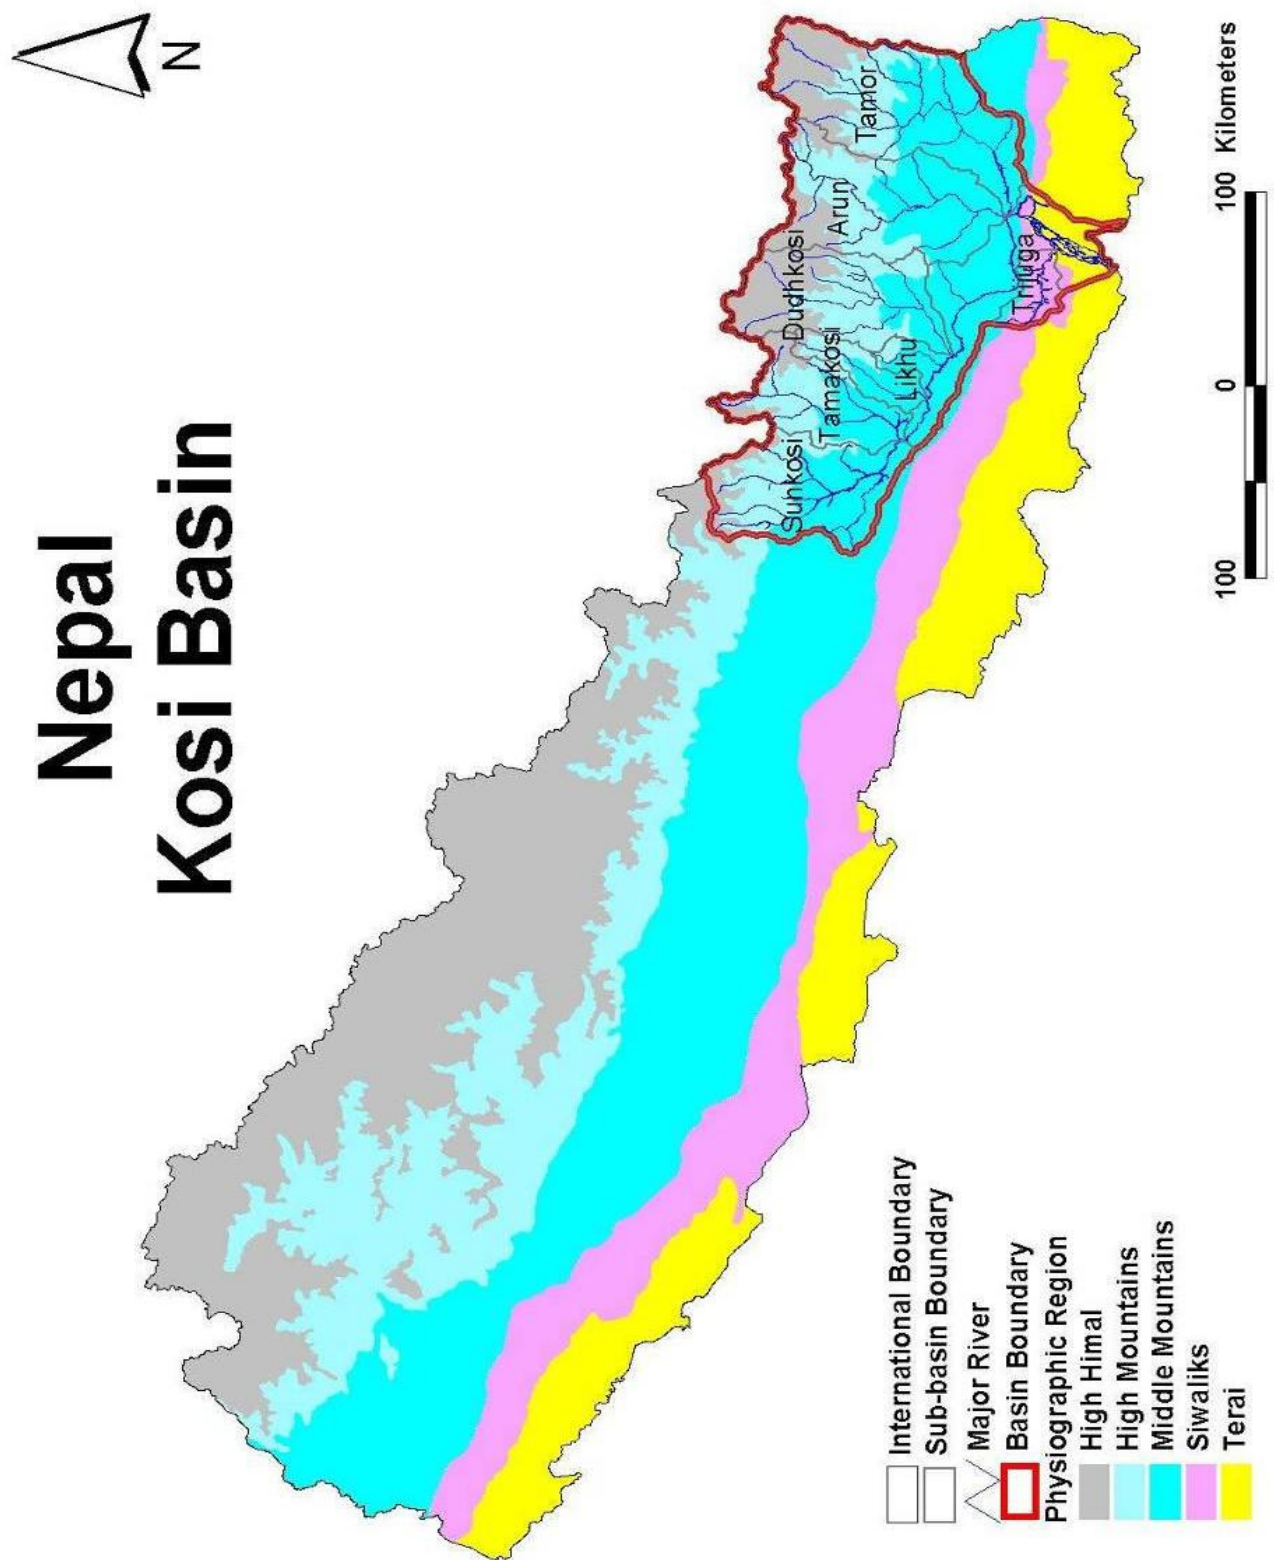 Nepal
Kosi Basin
N
Sunkosi
Tamakosi
Dudhkosi
Likhu
Arun
Tamor
Trijuga
International Boundary
Sub-basin Boundary
Major River
Basin Boundary
Physiographic Region
High Himal
High Mountains
Middle Mountains
Siwaliks
Terai
100 0 100 Kilometers